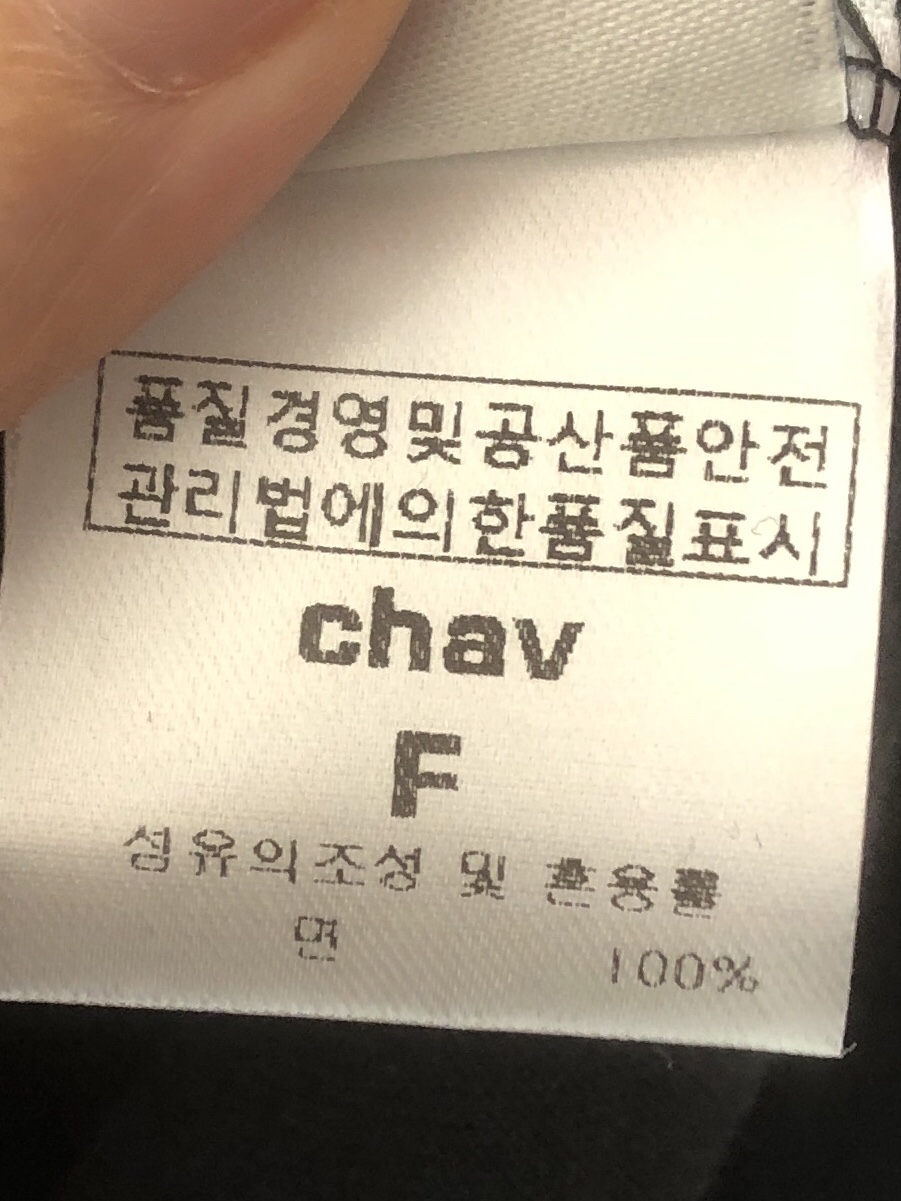 품질경영및공산품안전
관리법에의한품질표시
chav
F
섬유의조성 및 혼용률
면 100%